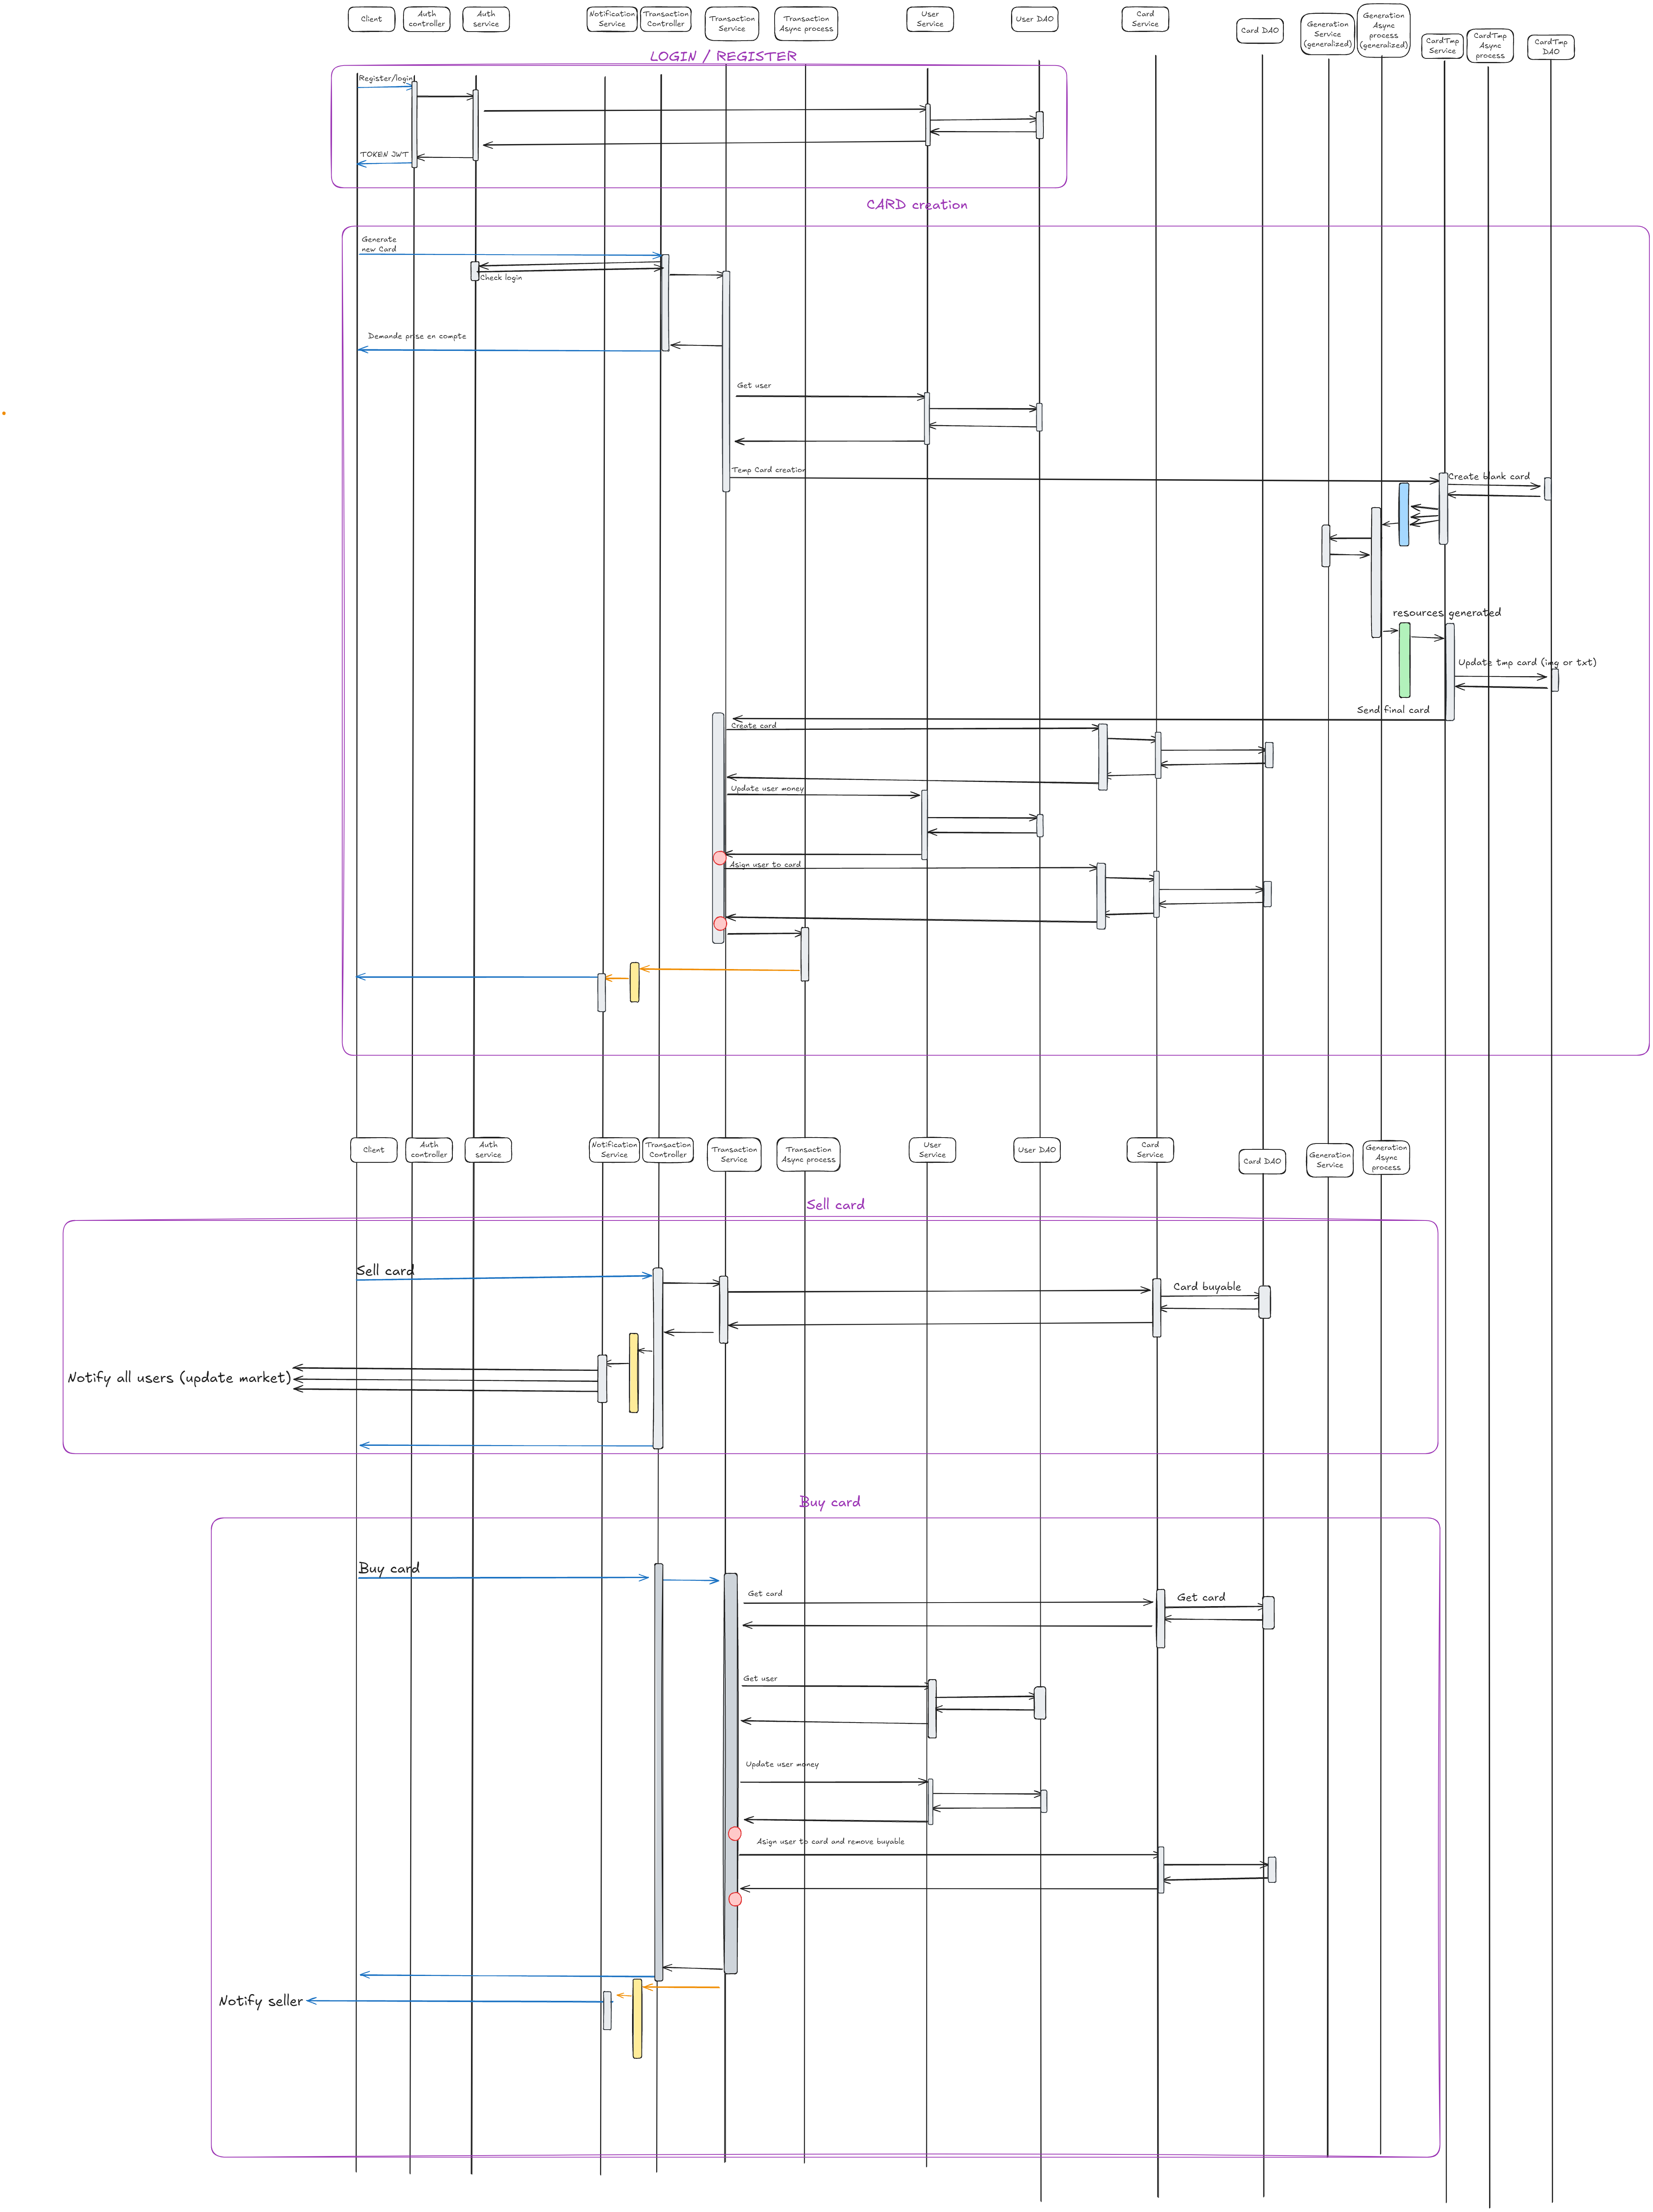 Client
Auth
controller
Auth
service
Notification
Service
Transaction
Controller
Transaction
Service
Transaction
Async process
User
Service
User DAO
Card
Service
Card DAO
Generation
Service
(generalized)
Generation
Async
process
(generalized)
CardTmp
Service
CardTmp
Async
process
CardTmp
DAO
LOGIN / REGISTER
Register/login
TOKEN JWT
CARD creation
Generate
new Card
Check login
Demande prise en compte
Get user
Temp Card creation
Create blank card
resources generated
Update tmp card (img or txt)
Send final card
Create card
Update user money
Asign user to card
Client
Auth
controller
Auth
service
Notification
Service
Transaction
Controller
Transaction
Service
Transaction
Async process
User
Service
User DAO
Card
Service
Card DAO
Generation
Service
Generation
Async
process
Sell card
Sell card
Card buyable
Notify all users (update market)
Buy card
Buy card
Get card
Get card
Get user
Update user money
Asign user to card and remove buyable
Notify seller